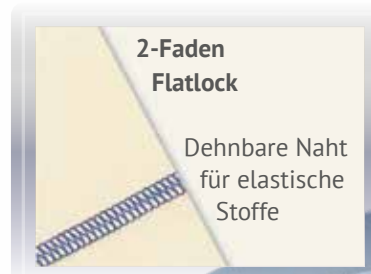 2-Faden
Flatlock
Dehnbare Naht
für elastische
Stoffe